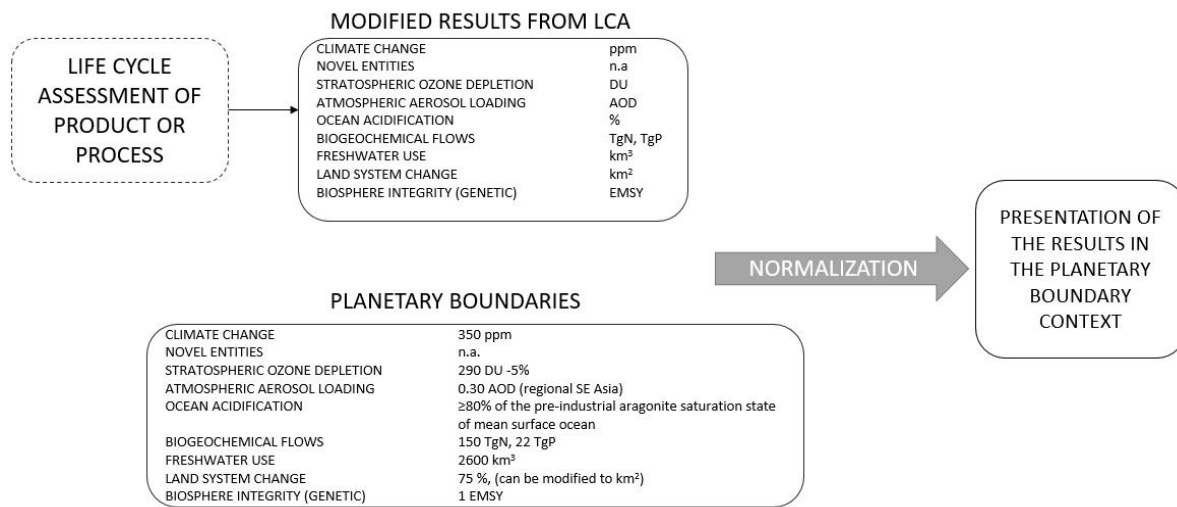 MODIFIED RESULTS FROM LCA
LIFE CYCLE
ASSESSMENT OF
PRODUCT OR
PROCESS
CLIMATE CHANGE ppm
NOVEL ENTITIES n.a
STRATOSPHERIC OZONE DEPLETION DU
ATMOSPHERIC AEROSOL LOADING AOD
OCEAN ACIDIFICATION %
BIOGEOCHEMICAL FLOWS TgN, TgP
FRESHWATER USE km³
LAND SYSTEM CHANGE km²
BIOSPHERE INTEGRITY (GENETIC) EMSY
NORMALIZATION
PRESENTATION OF
THE RESULTS IN
THE PLANETARY
BOUNDARY
CONTEXT
PLANETARY BOUNDARIES
CLIMATE CHANGE 350 ppm
NOVEL ENTITIES n.a.
STRATOSPHERIC OZONE DEPLETION 290 DU -5%
ATMOSPHERIC AEROSOL LOADING 0.30 AOD (regional SE Asia)
OCEAN ACIDIFICATION ≥80% of the pre-industrial aragonite saturation state
of mean surface ocean
BIOGEOCHEMICAL FLOWS 150 TgN, 22 TgP
FRESHWATER USE 2600 km³
LAND SYSTEM CHANGE 75 %, (can be modified to km²)
BIOSPHERE INTEGRITY (GENETIC) 1 EMSY